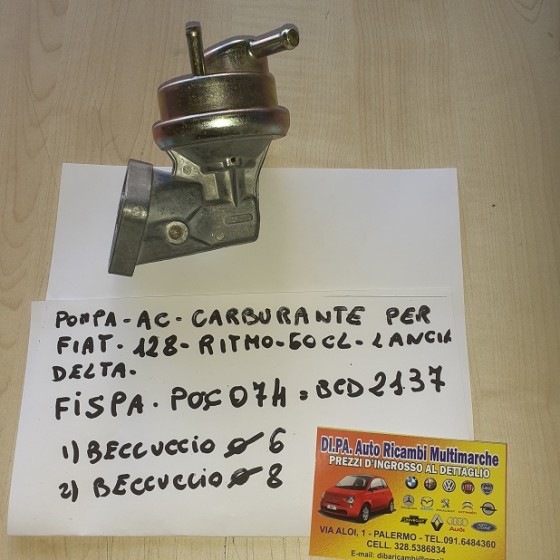 POMPA-AC-CARBURANTE PER
FIAT-128-RITMO-60CL-LANCIA
DELTA.
FISPA. POC 074 = BCD 2137
1) BECCUCCIO ø 6
2) BECCUCCIO ø 8
DI.PA. Auto Ricambi Multimarche
PREZZI D'INGROSSO AL DETTAGLIO
VIA ALOI, 1 - PALERMO - TEL.091.6484360
CELL. 328.5386834
E-mail: